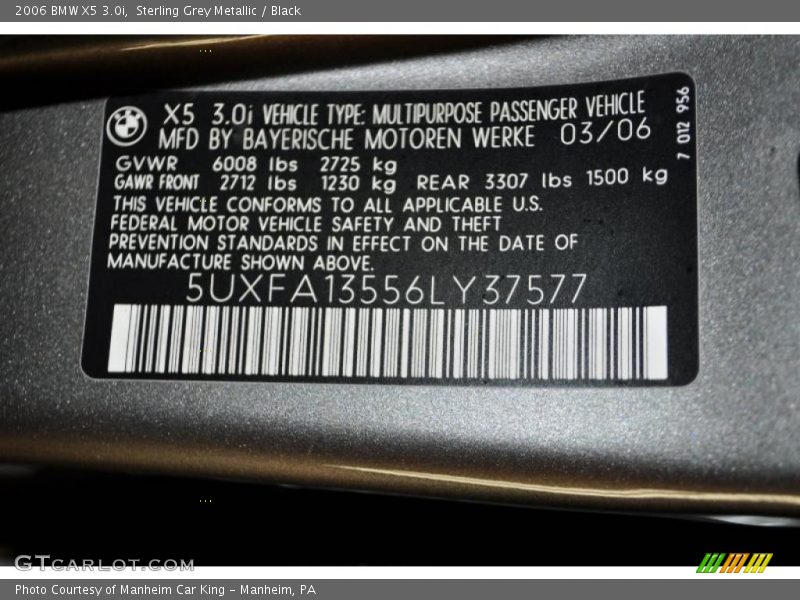 2006 BMW X5 3.0i, Sterling Grey Metallic / Black
X5 3.0i VEHICLE TYPE: MULTIPURPOSE PASSENGER VEHICLE
MFD BY BAYERISCHE MOTOREN WERKE 03/06
GVWR 6008 lbs 2725 kg
GAWR FRONT 2712 lbs 1230 kg REAR 3307 lbs 1500 kg
THIS VEHICLE CONFORMS TO ALL APPLICABLE U.S.
FEDERAL MOTOR VEHICLE SAFETY AND THEFT
PREVENTION STANDARDS IN EFFECT ON THE DATE OF
MANUFACTURE SHOWN ABOVE.
5UXFA13556LY37577
7 012 956
GTCARLOT.COM
Photo Courtesy of Manheim Car King - Manheim, PA